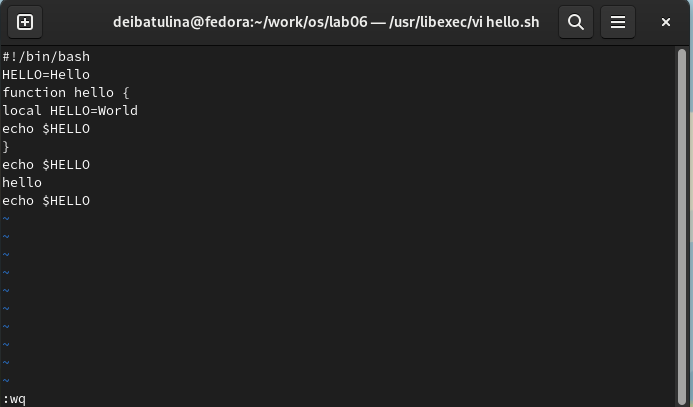 deibatulina@fedora:~/work/os/lab06 — /usr/libexec/vi hello.sh
#!/bin/bash
HELLO=Hello
function hello {
local HELLO=World
echo $HELLO
}
echo $HELLO
hello
echo $HELLO
~
~
~
~
~
~
~
~
~
~
:wq